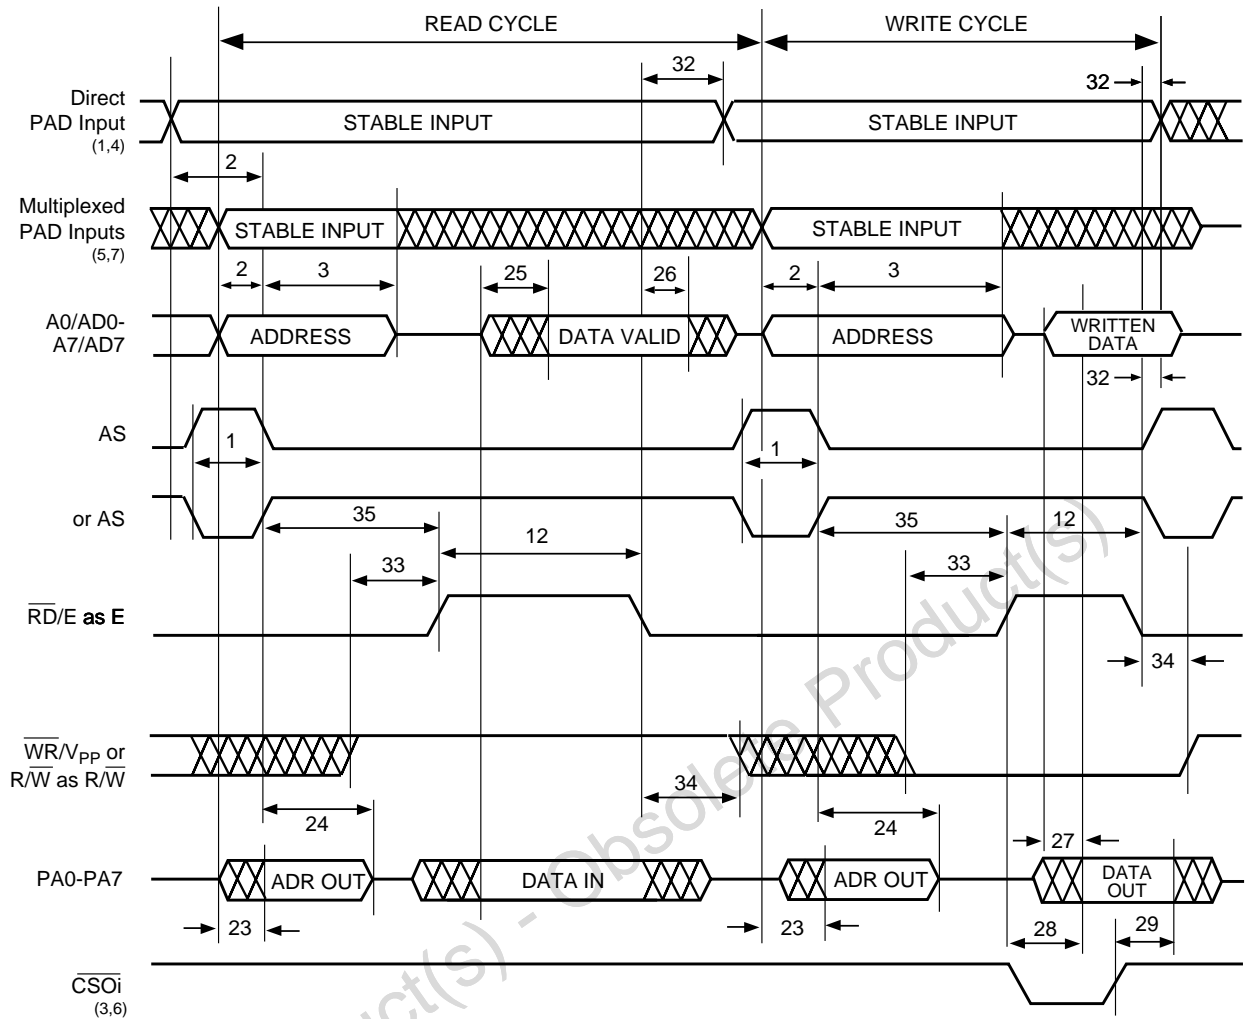 READ CYCLE WRITE CYCLE
32 32
Direct
PAD Input
(1,4)
STABLE INPUT STABLE INPUT
2
Multiplexed
PAD Inputs
(5,7)
STABLE INPUT STABLE INPUT
2 3 25 26 2 3
A0/AD0-
A7/AD7
ADDRESS DATA VALID ADDRESS WRITTEN
DATA
32
AS
1 1
or AS
35 12 35 12
33 33
RD/E as E
34
WR/VPP or
R/W as R/W
34
24 24
27
PA0-PA7
ADR OUT DATA IN ADR OUT DATA
OUT
23 23 28 29
CSOi
(3,6)
uct(s) - Obsolete Product(s)